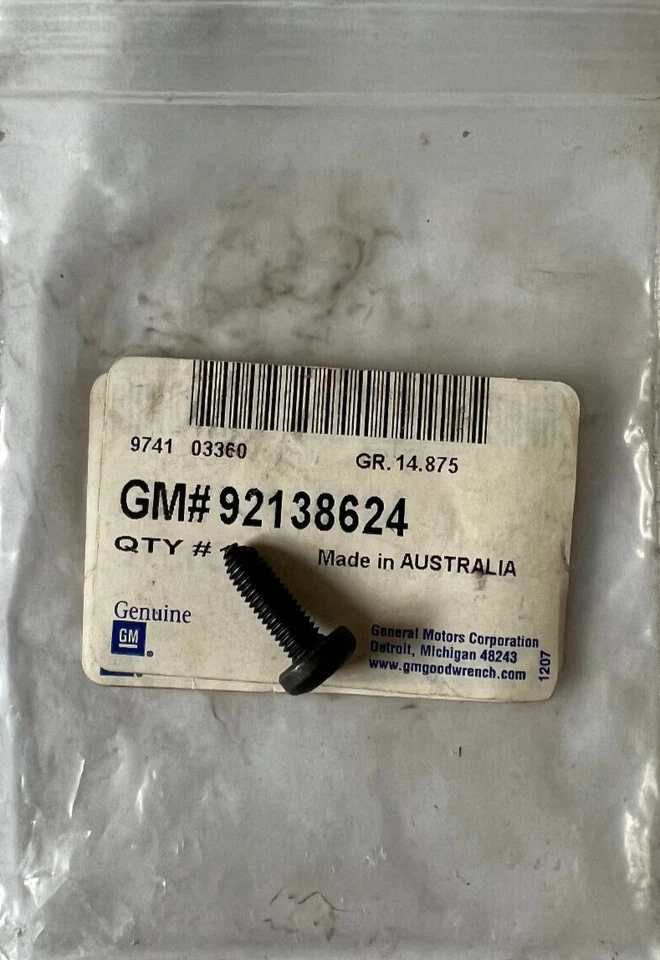 9741 03360
GR. 14.875
GM# 92138624
QTY #
Made in AUSTRALIA
Genuine
GM
General Motors Corporation
Detroit, Michigan 48243
www.gmgoodwrench.com
1207